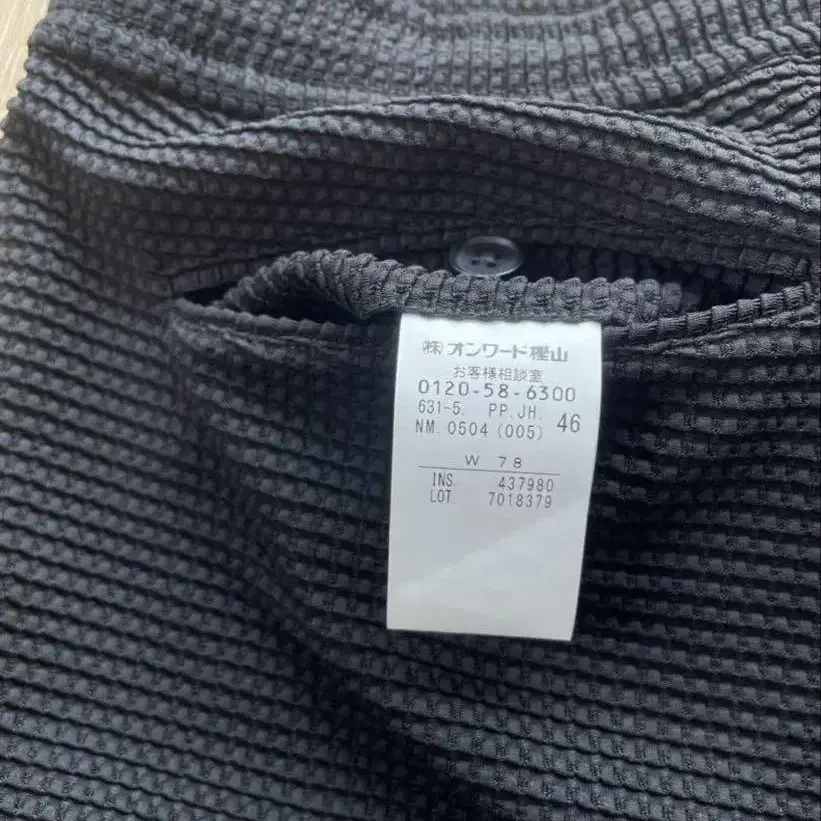 ㈱オンワード樫山
お客様相談室
0120-58-6300
631-5. PP.JH. 46
NM.0504(005)
W 78
INS 437980
LOT 7018379